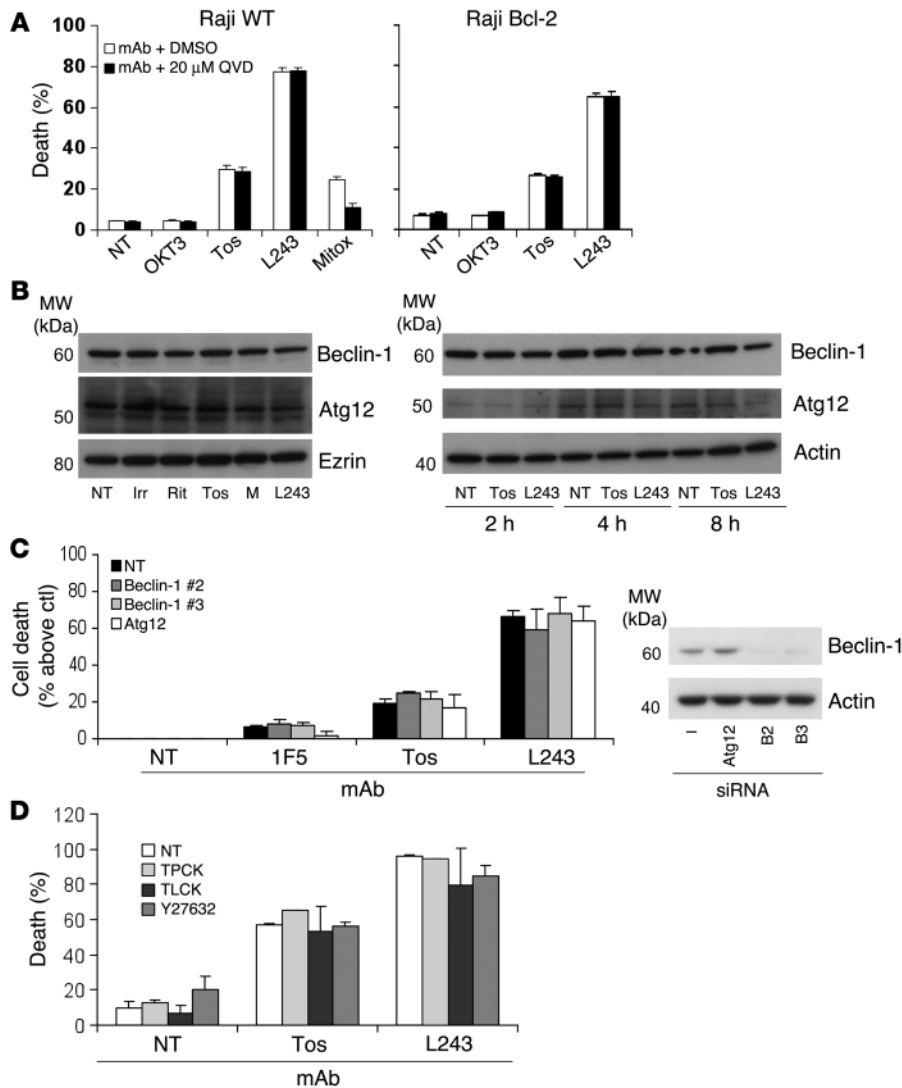 A
Raji WT
Raji Bcl-2
100
80
60
40
20
0
Death (%)
mAb + DMSO
mAb + 20 μM QVD
NT
OKT3
Tos
L243
Mitox
NT
OKT3
Tos
L243
B
MW
(kDa)
60
Beclin-1
50
Atg12
80
Ezrin
NT Irr Rit Tos M L243
MW
(kDa)
60
Beclin-1
50
Atg12
40
Actin
NT Tos L243 NT Tos L243 NT Tos L243
2 h 4 h 8 h
C
100
80
60
40
20
0
Cell death
(% above ctl)
NT
Beclin-1 #2
Beclin-1 #3
Atg12
NT 1F5 Tos L243
mAb
MW
(kDa)
60
Beclin-1
40
Actin
I
Atg12
B2
B3
siRNA
D
120
100
80
60
40
20
0
Death (%)
NT
TPCK
TLCK
Y27632
NT Tos L243
mAb